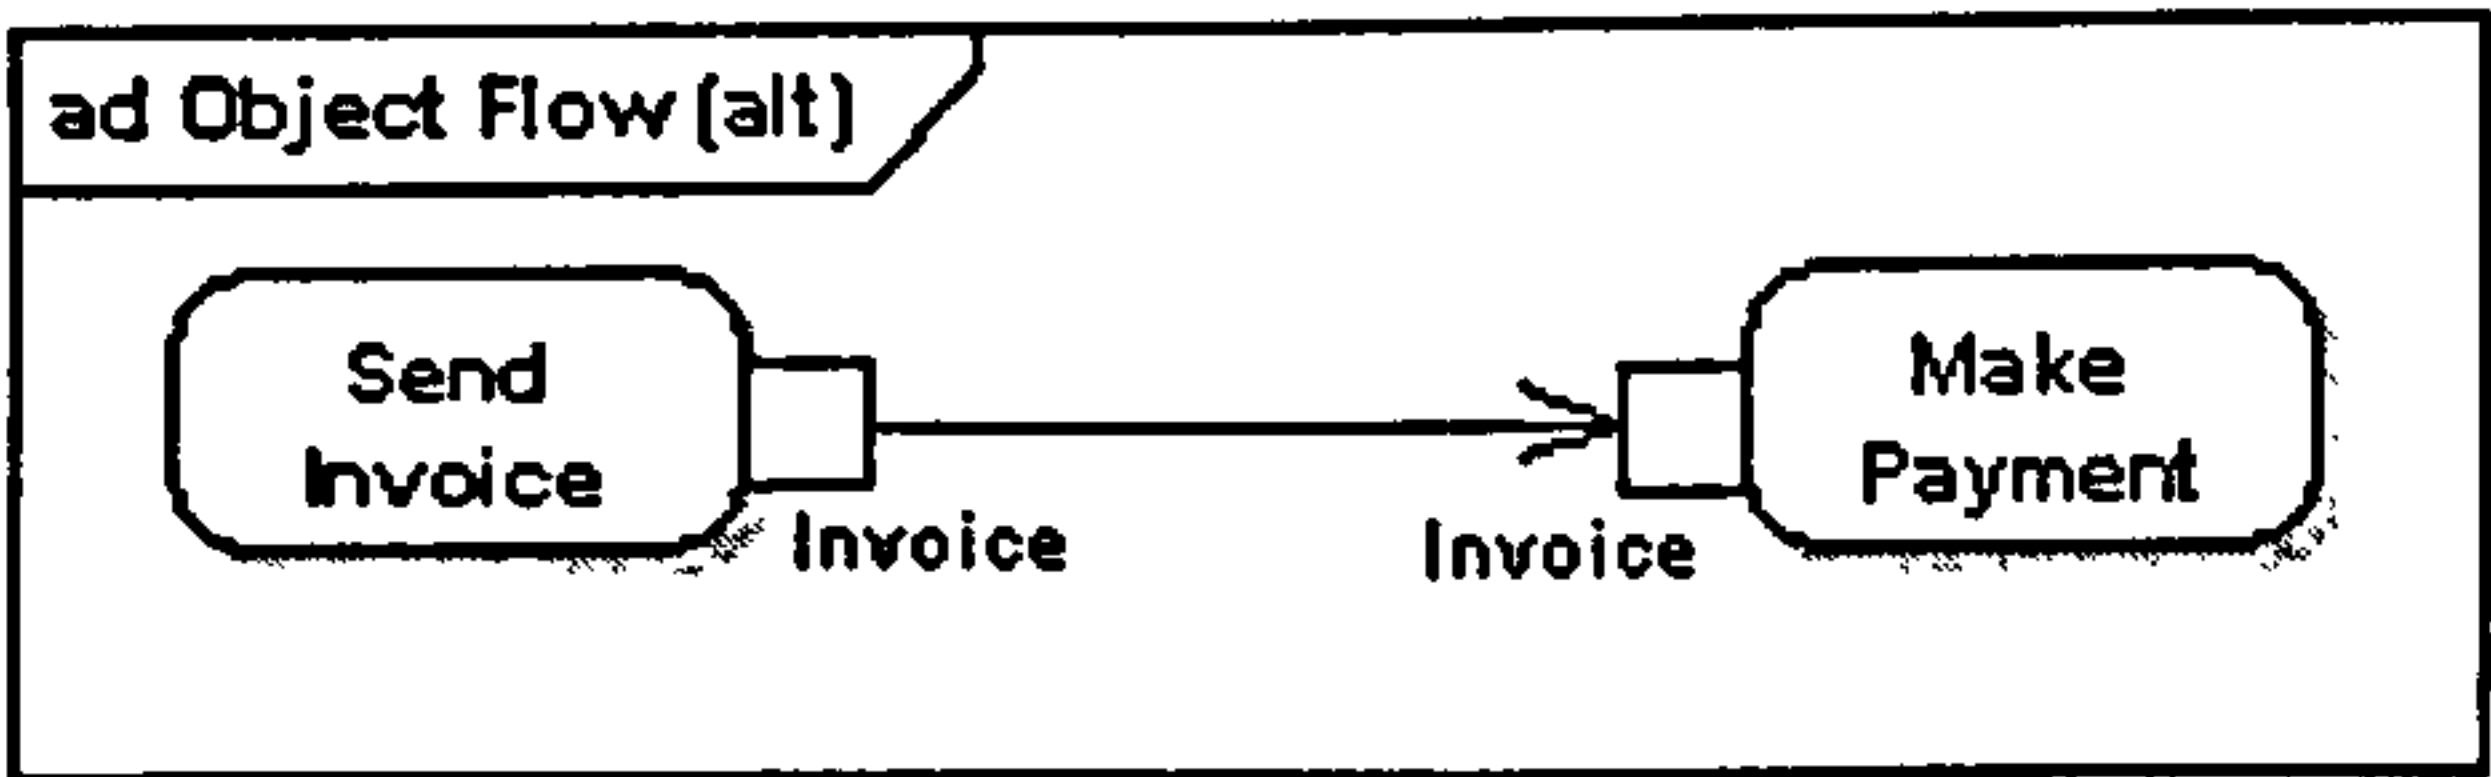 ad Object Flow (alt)
Send
Invoice
Invoice
Invoice
Make
Payment